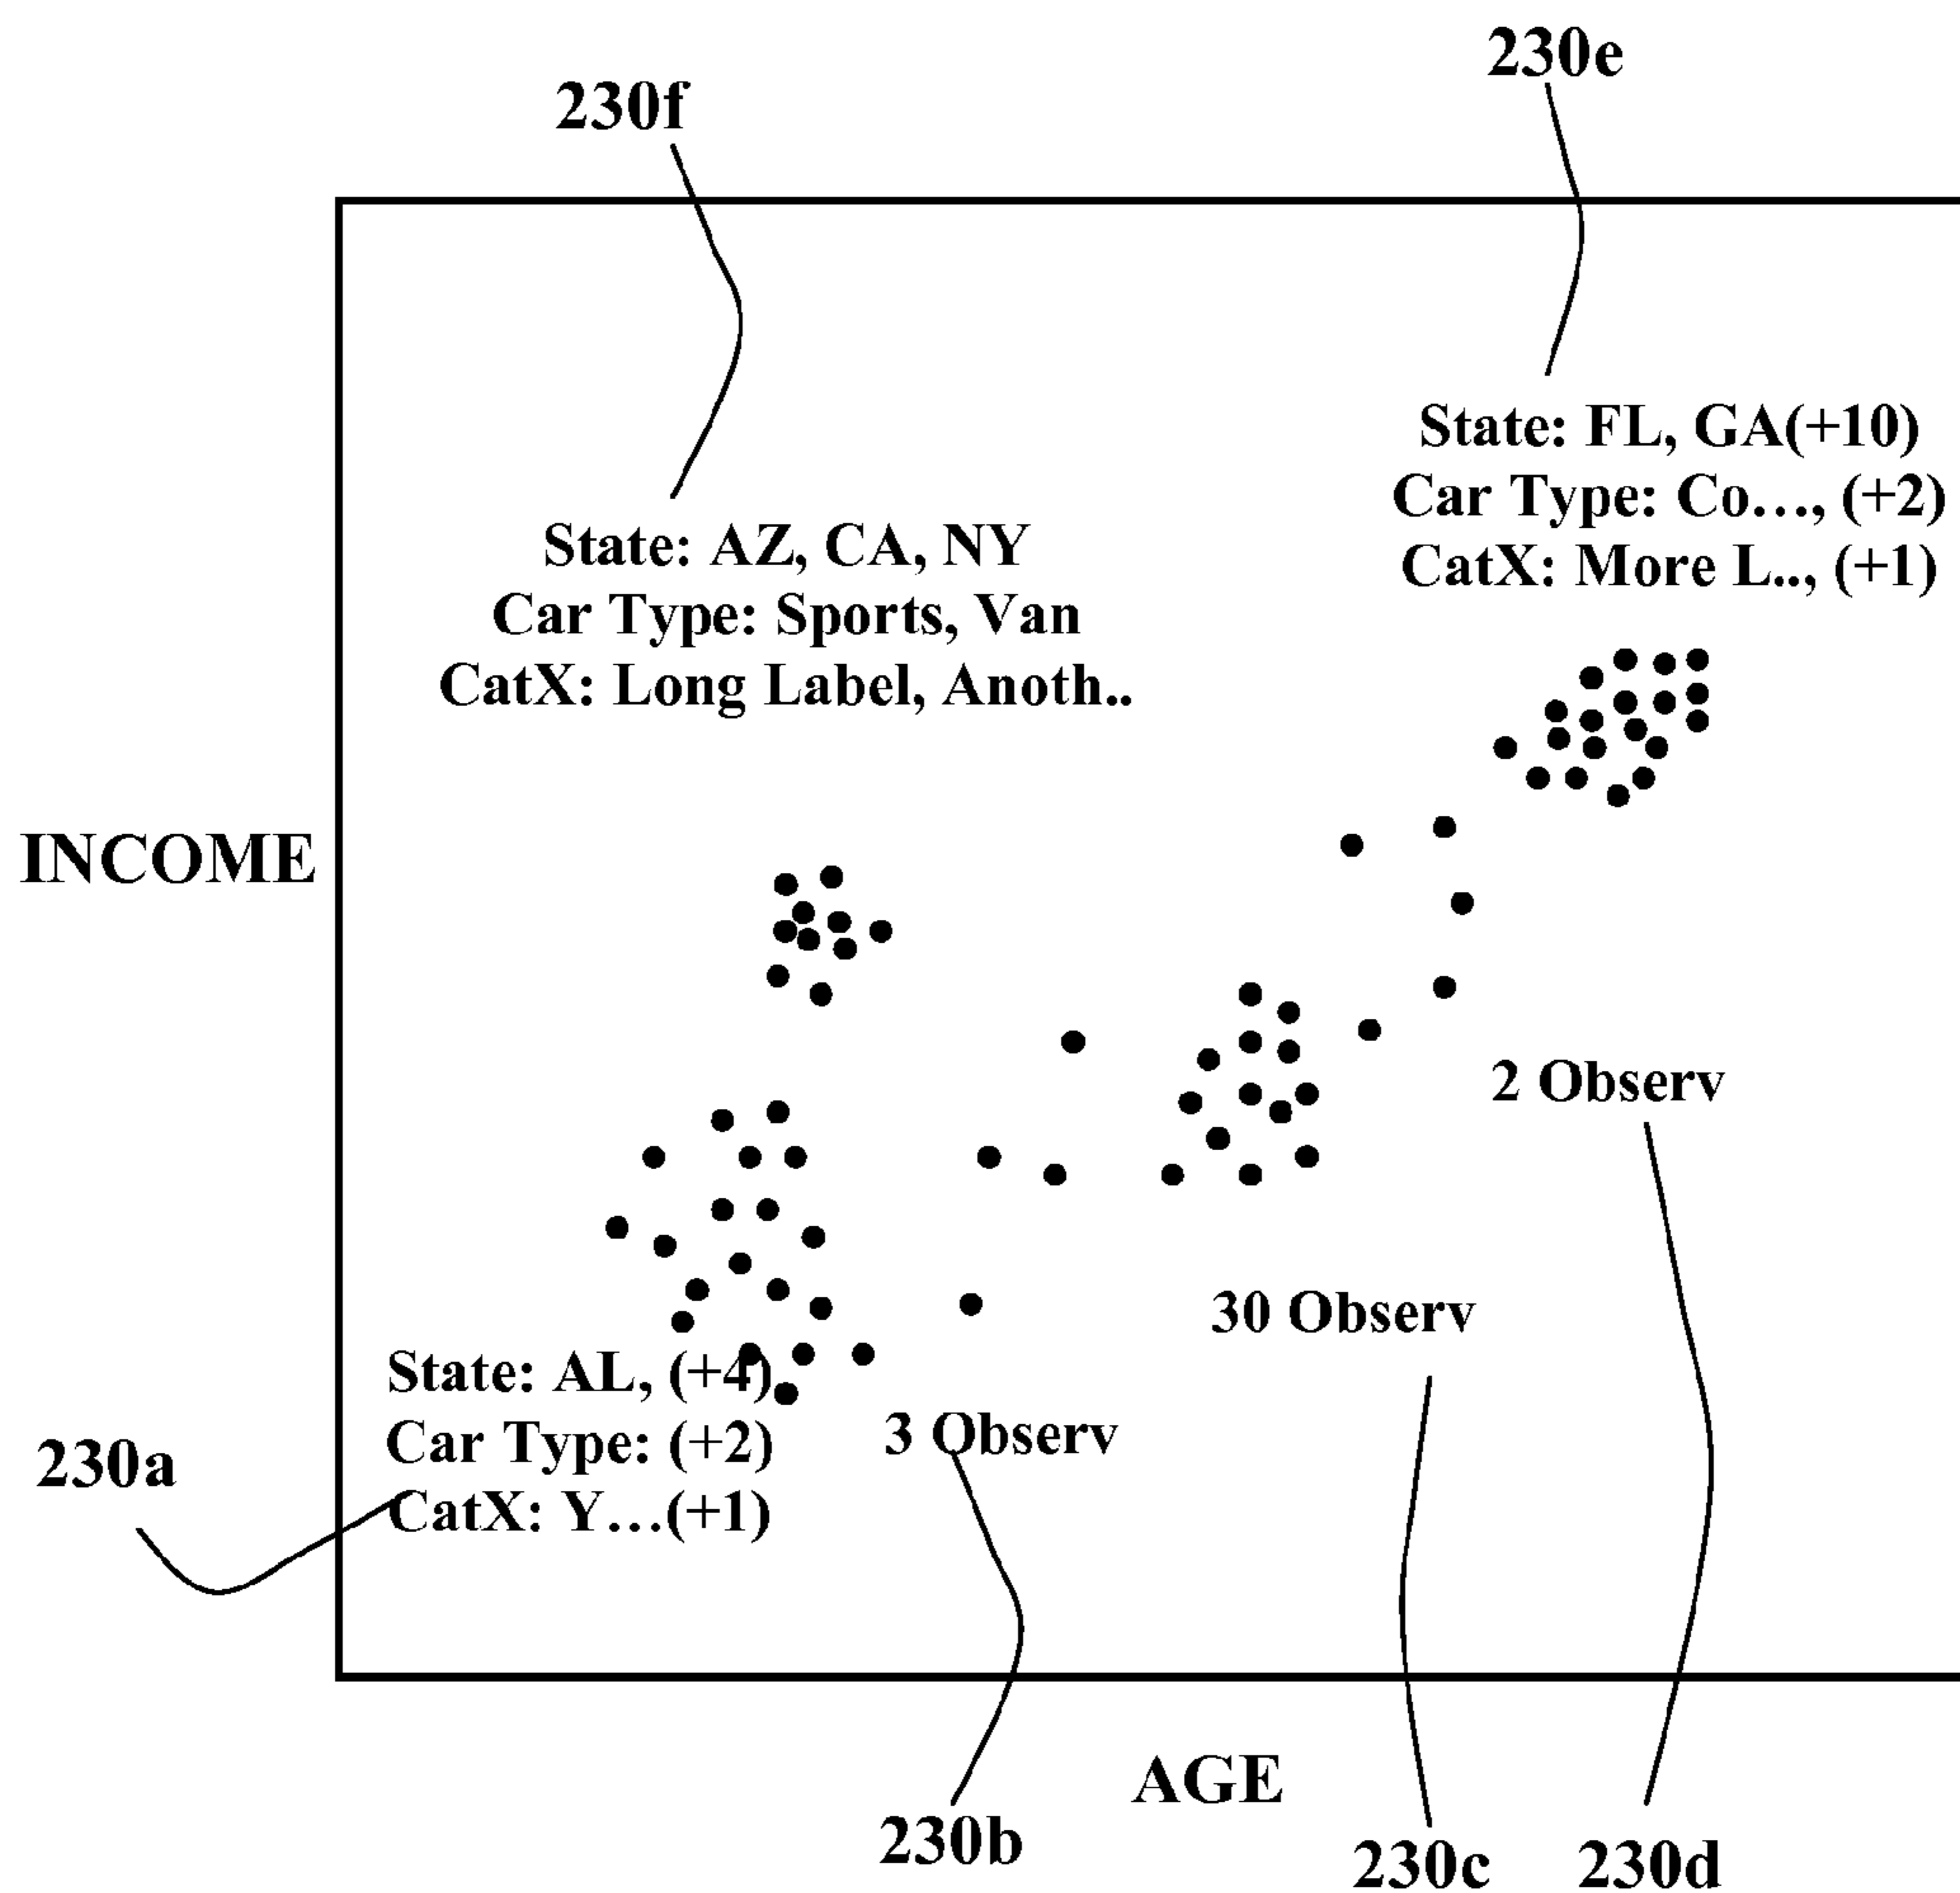 230e
230f
State: FL, GA(+10)
Car Type: Co…, (+2)
CatX: More L.., (+1)
State: AZ, CA, NY
Car Type: Sports, Van
CatX: Long Label, Anoth..
INCOME
2 Observ
30 Observ
State: AL, (+4)
Car Type: (+2)
CatX: Y…(+1)
3 Observ
230a
AGE
230b
230c
230d